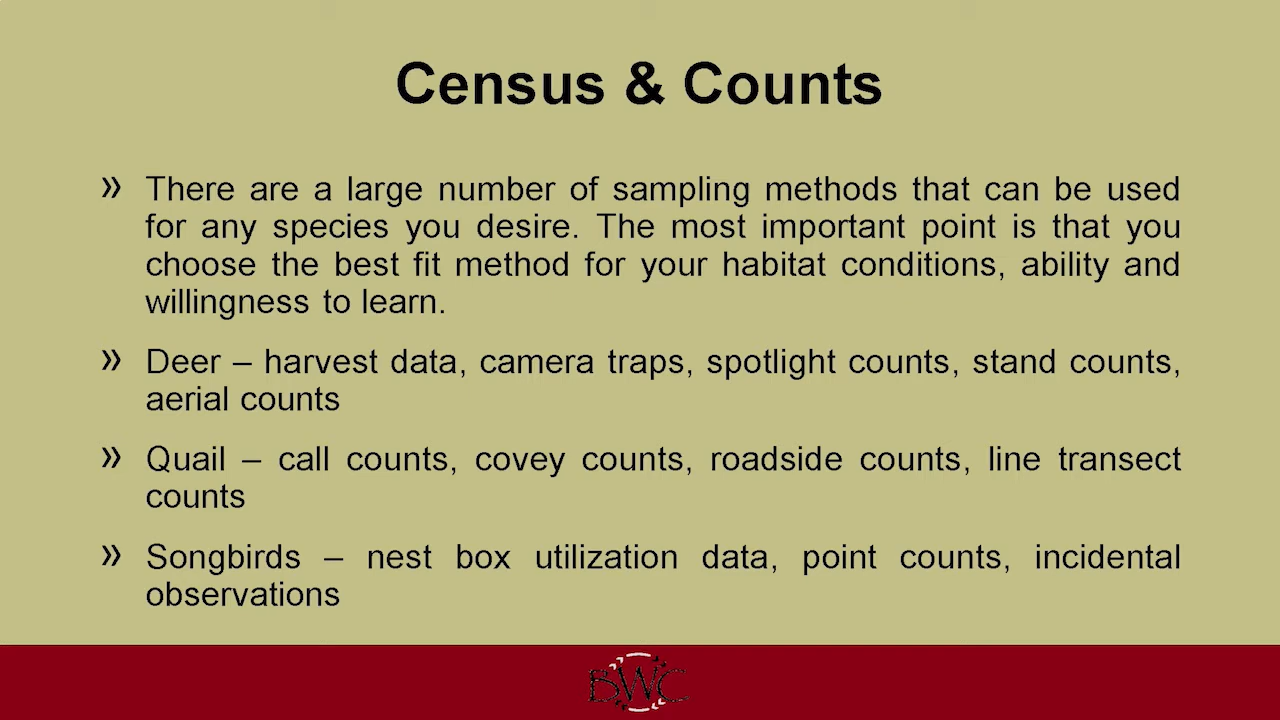 Census & Counts
» There are a large number of sampling methods that can be used
for any species you desire. The most important point is that you
choose the best fit method for your habitat conditions, ability and
willingness to learn.
» Deer – harvest data, camera traps, spotlight counts, stand counts,
aerial counts
» Quail – call counts, covey counts, roadside counts, line transect
counts
» Songbirds – nest box utilization data, point counts, incidental
observations
BWC